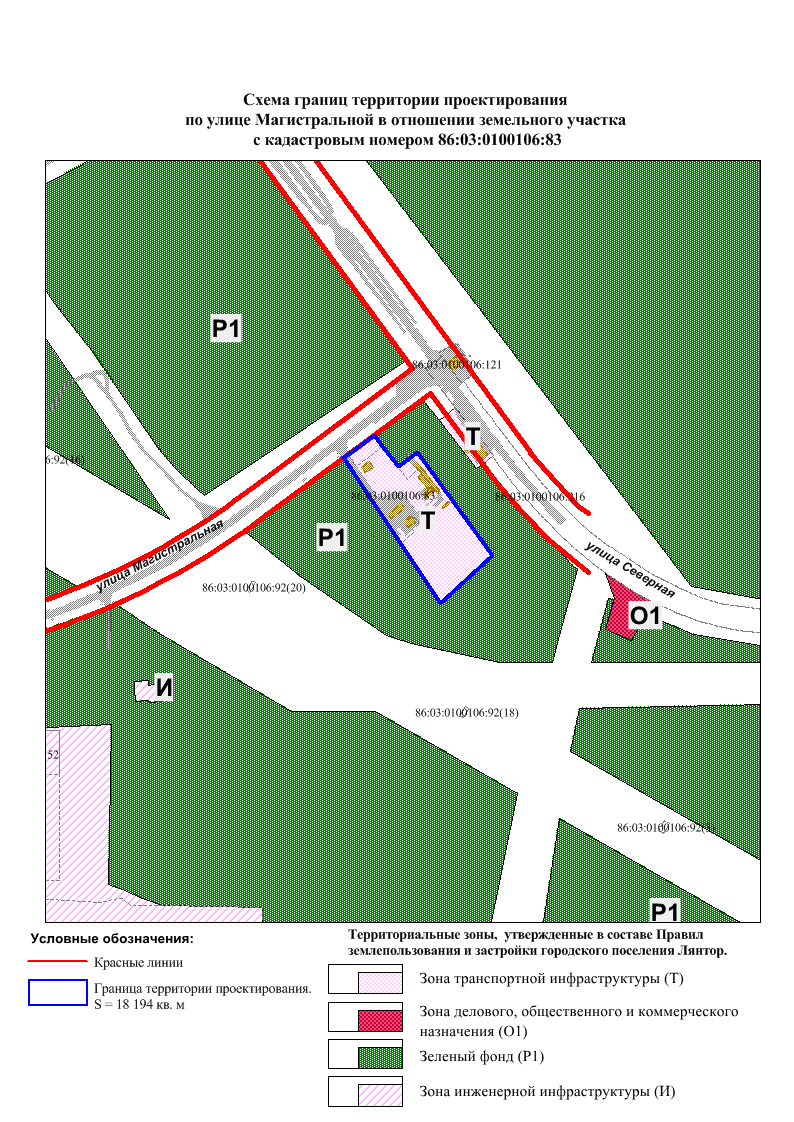 Схема границ территории проектирования
по улице Магистральной в отношении земельного участка
с кадастровым номером 86:03:0100106:83
Р1
86:03:0100106:121
Т
86:03:0100106:83
Т
Р1
улица Магистральная
улица Северная
86:03:0100106:92(20)
О1
И
86:03:0100106:92(18)
52
Р1
Условные обозначения:
Красные линии
Граница территории проектирования.
S = 18 194 кв. м
Территориальные зоны, утвержденные в составе Правил
землепользования и застройки городского поселения Лянтор.
Зона транспортной инфраструктуры (Т)
Зона делового, общественного и коммерческого
назначения (О1)
Зеленый фонд (Р1)
Зона инженерной инфраструктуры (И)